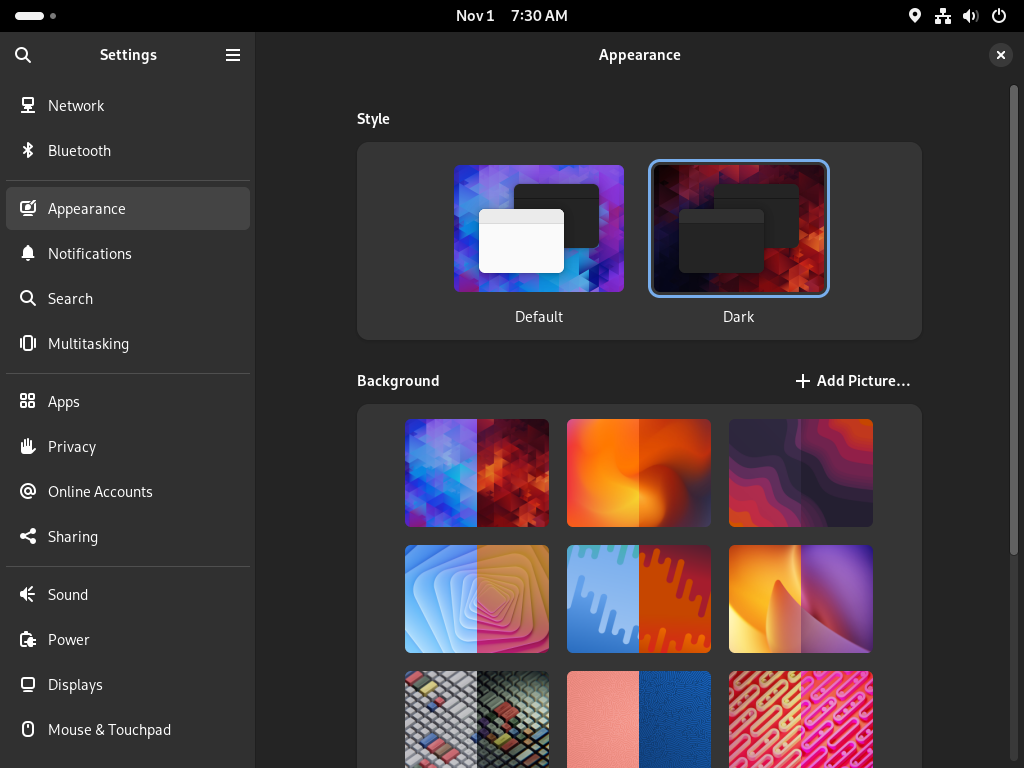 Nov 1 7:30 AM
Settings
Appearance
Network
Bluetooth
Appearance
Notifications
Search
Multitasking
Apps
Privacy
Online Accounts
Sharing
Sound
Power
Displays
Mouse & Touchpad
Style
Default
Dark
Background
Add Picture…